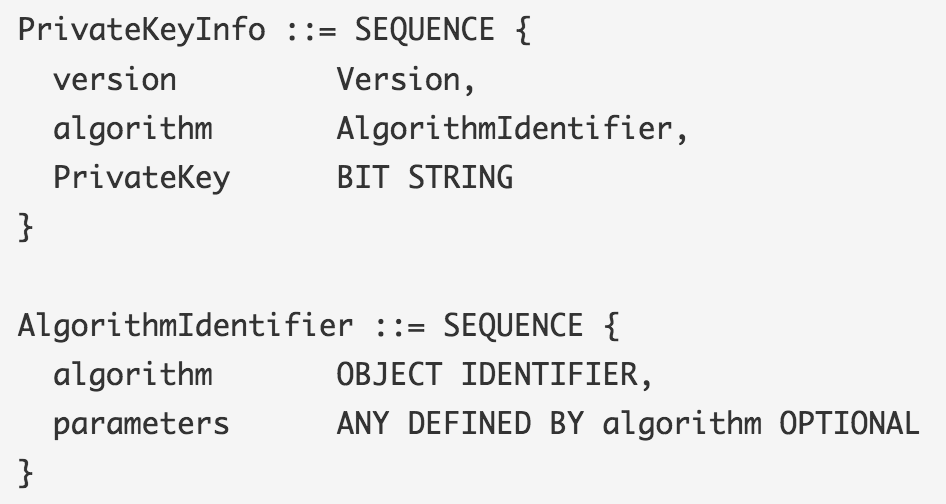 PrivateKeyInfo ::= SEQUENCE {
  version         Version,
  algorithm       AlgorithmIdentifier,
  PrivateKey      BIT STRING
}

AlgorithmIdentifier ::= SEQUENCE {
  algorithm       OBJECT IDENTIFIER,
  parameters      ANY DEFINED BY algorithm OPTIONAL
}